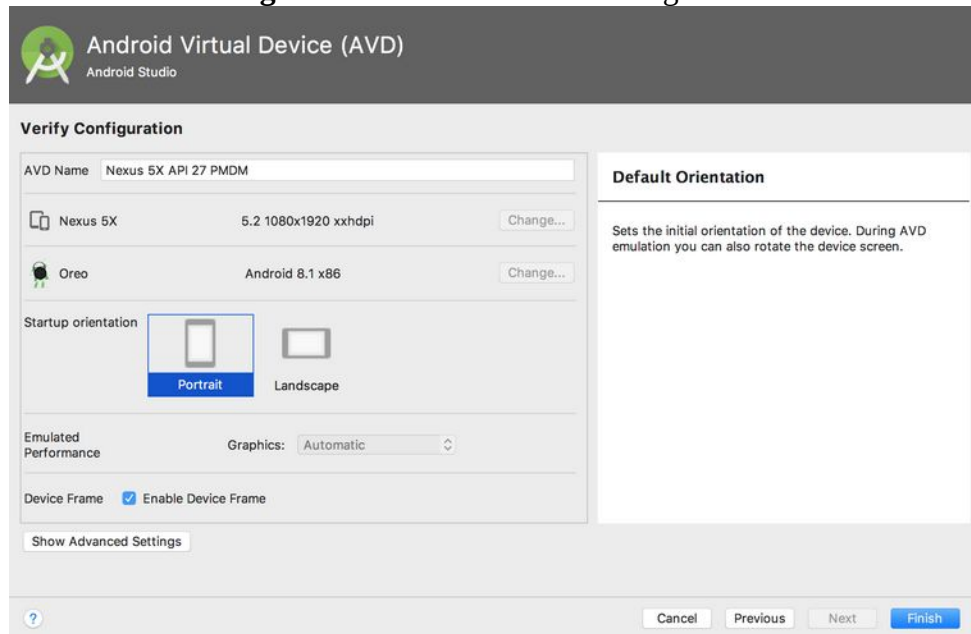 Android Virtual Device (AVD)
Android Studio
Verify Configuration
AVD Name Nexus 5X API 27 PMDM
Nexus 5X 5.2 1080x1920 xxhdpi Change...
Oreo Android 8.1 x86 Change...
Startup orientation
Portrait Landscape
Emulated
Performance
Graphics: Automatic
Device Frame Enable Device Frame
Show Advanced Settings
Default Orientation
Sets the initial orientation of the device. During AVD
emulation you can also rotate the device screen.
? Cancel Previous Next Finish